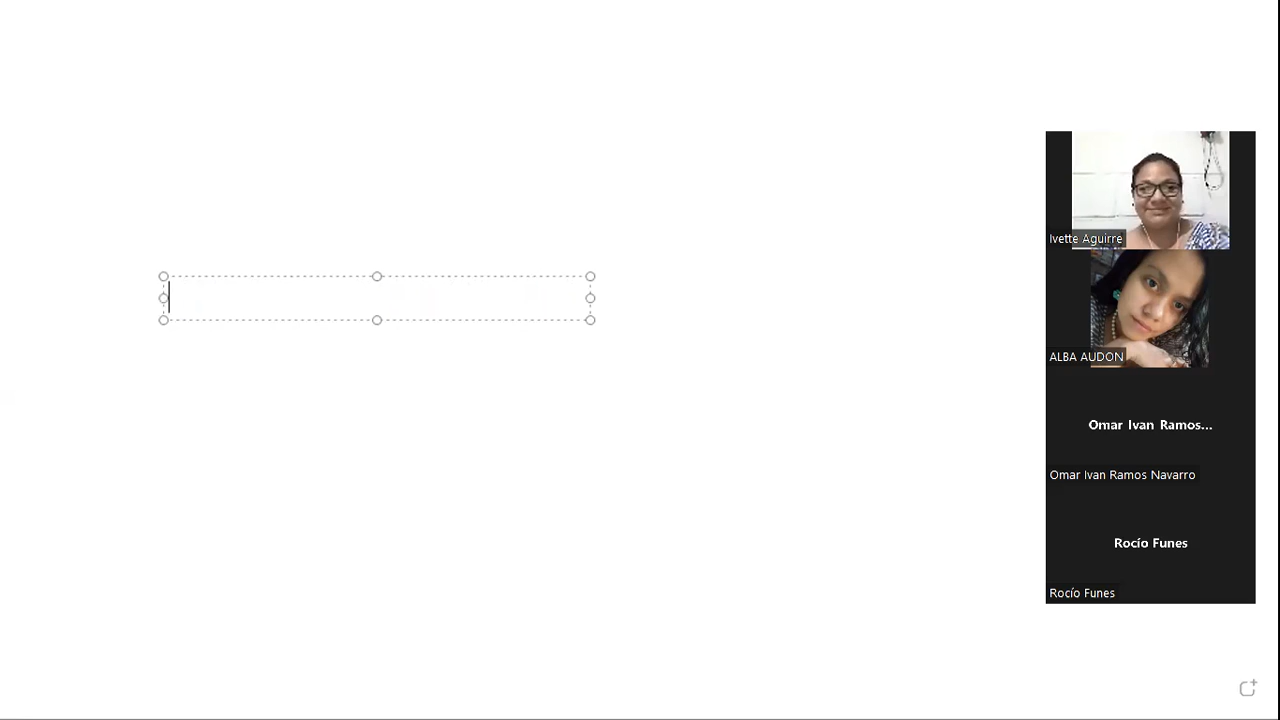 Ivette Aguirre
ALBA AUDON
Omar Ivan Ramos...
Omar Ivan Ramos Navarro
Rocío Funes
Rocío Funes